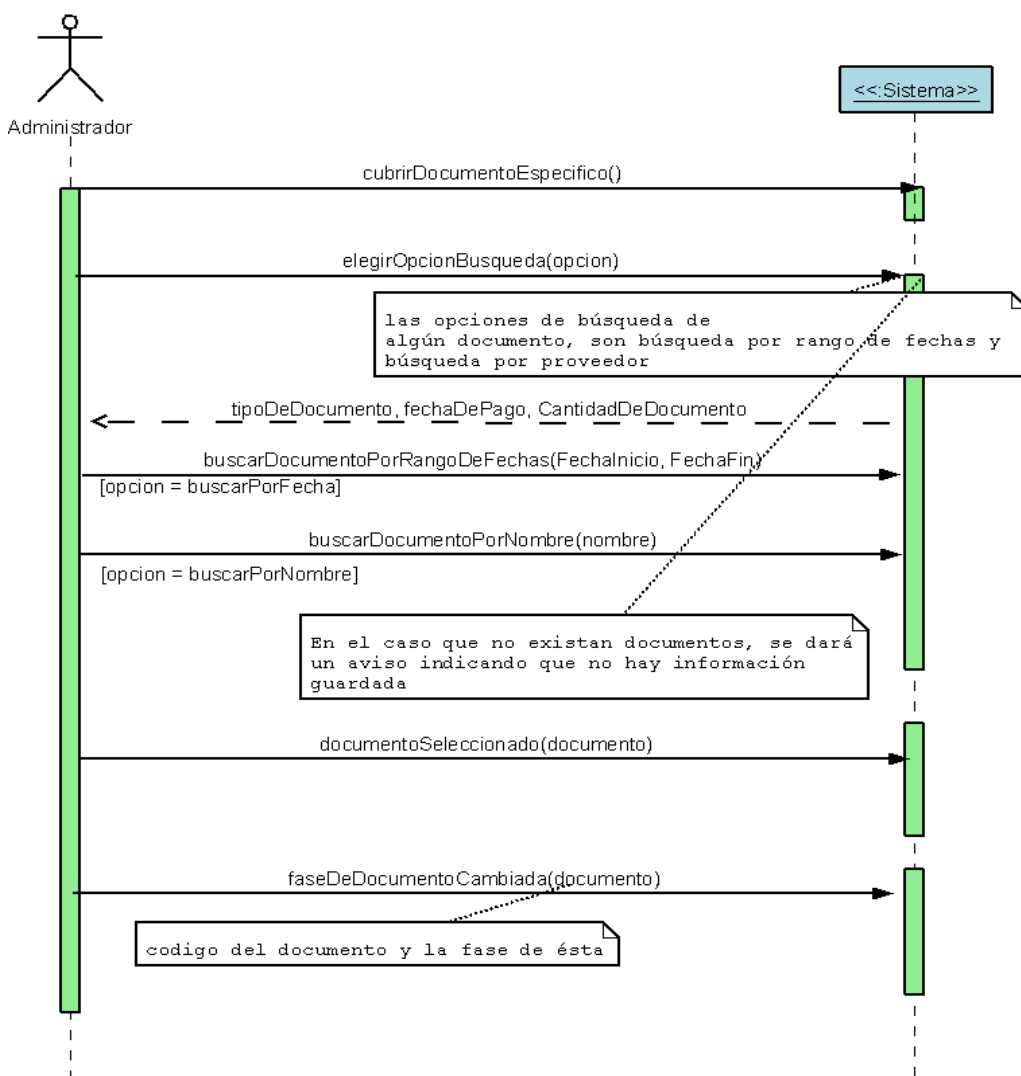 <<:Sistema>>
Administrador
cubrirDocumentoEspecifico()
elegirOpcionBusqueda(opcion)
las opciones de búsqueda de
algún documento, son búsqueda por rango de fechas y
búsqueda por proveedor
tipoDeDocumento, fechaDePago, CantidadDeDocumento
buscarDocumentoPorRangoDeFechas(FechaInicio, FechaFin)
[opcion = buscarPorFecha]
buscarDocumentoPorNombre(nombre)
[opcion = buscarPorNombre]
En el caso que no existan documentos, se dará
un aviso indicando que no hay información
guardada
documentoSeleccionado(documento)
faseDeDocumentoCambiada(documento)
codigo del documento y la fase de ésta